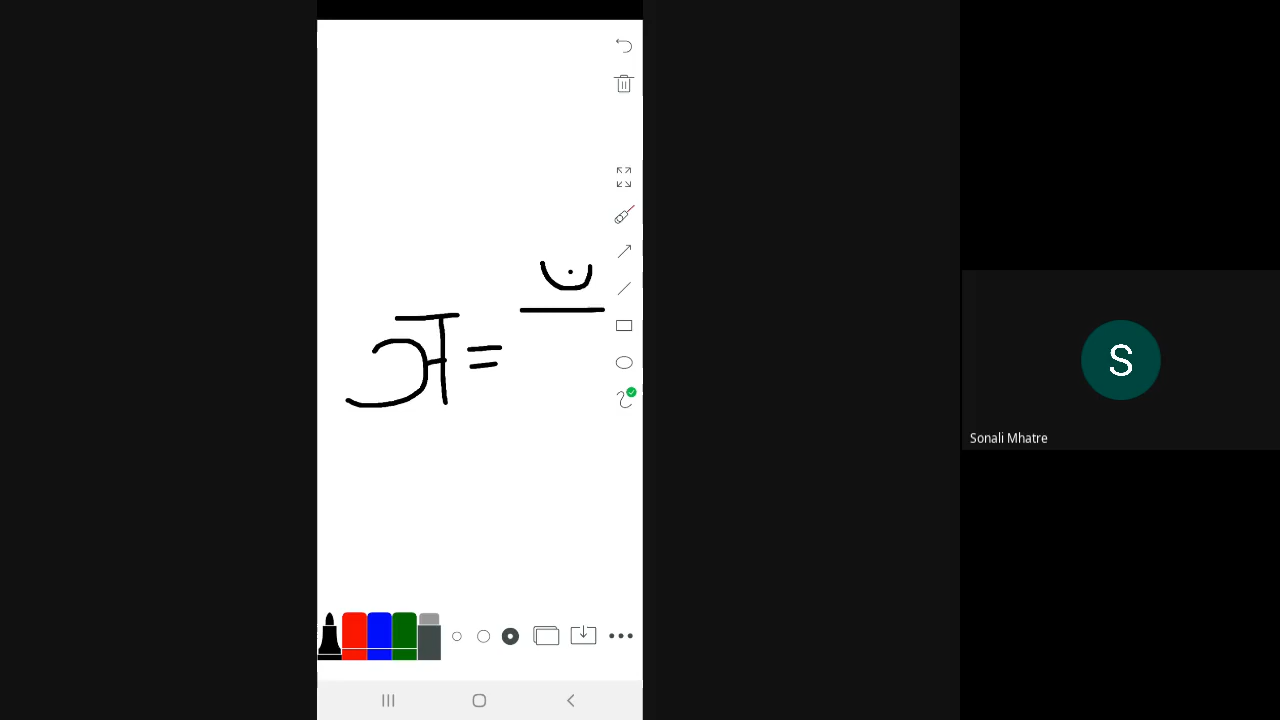 ज =
ँ
S
Sonali Mhatre